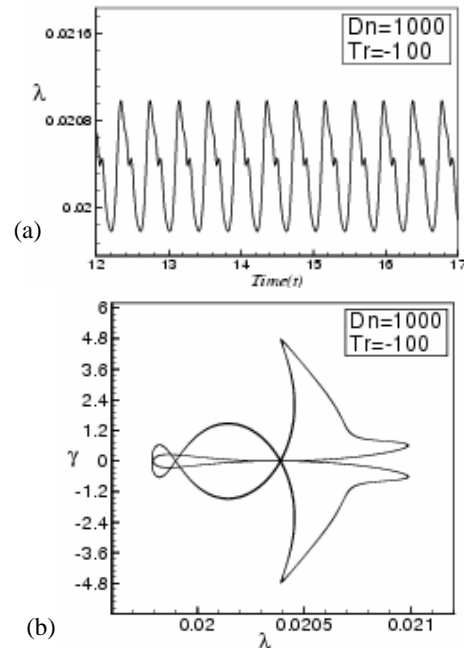 (a)
Dn=1000
Tr=-100
0.0216
λ
0.0208
0.02
12 13 14 15 16 17
Time(t)
(b)
Dn=1000
Tr=-100
6
4.8
3.6
2.4
1.2
γ
0
-1.2
-2.4
-3.6
-4.8
0.02 0.0205 0.021
λ